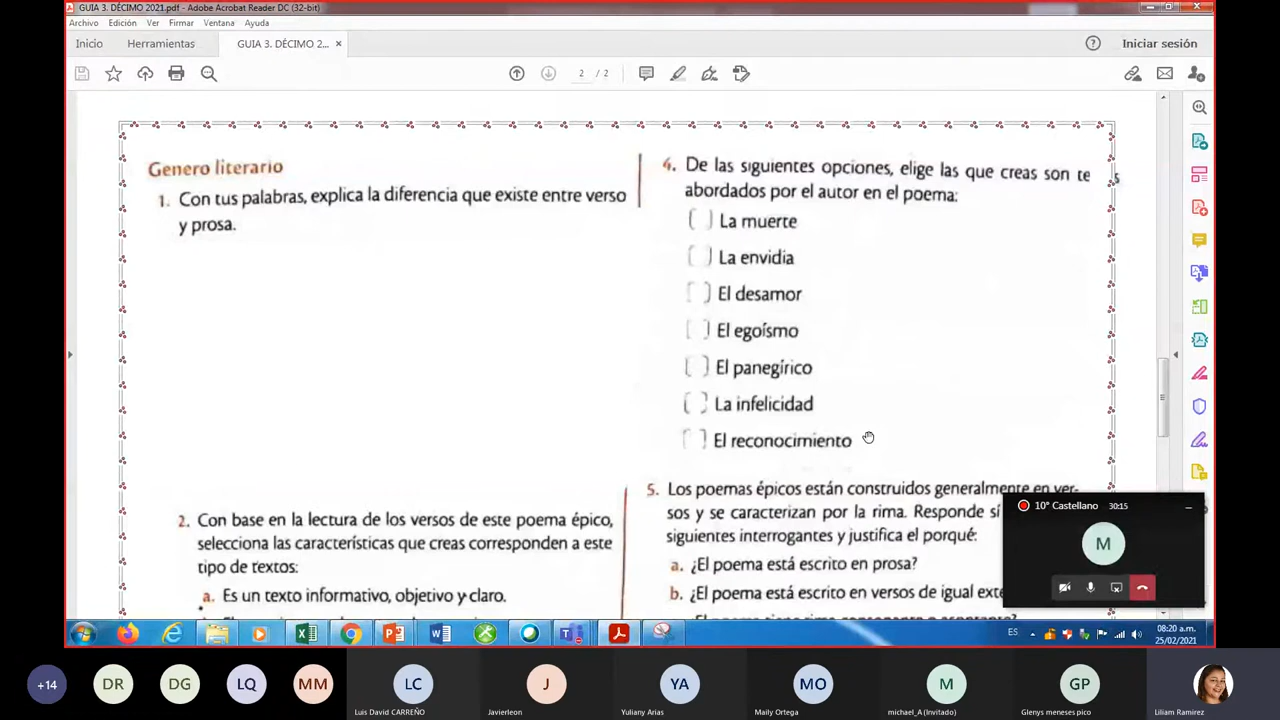 GUIA 3. DÉCIMO 2021.pdf - Adobe Acrobat Reader DC (32-bit)
Archivo Edición Ver Firmar Ventana Ayuda
Inicio Herramientas GUIA 3. DÉCIMO 2... × Iniciar sesión
2 / 2
Genero literario
1. Con tus palabras, explica la diferencia que existe entre verso
y prosa.
2. Con base en la lectura de los versos de este poema épico,
selecciona las características que creas corresponden a este
tipo de textos:
a. Es un texto informativo, objetivo y claro.
4. De las siguientes opciones, elige las que creas son te s
abordados por el autor en el poema:
( ) La muerte
( ) La envidia
( ) El desamor
( ) El egoísmo
( ) El panegírico
( ) La infelicidad
( ) El reconocimiento
5. Los poemas épicos están construidos generalmente en ver-
sos y se caracterizan por la rima. Responde sí
siguientes interrogantes y justifica el porqué:
a. ¿El poema está escrito en prosa?
b. ¿El poema está escrito en versos de igual exte
10° Castellano 30:15
M
ES 08:20 a.m.
25/02/2021
+14 DR DG LQ MM LC J YA MO M GP
Luis David CARREÑO Javierleon Yuliany Arias Maily Ortega michael_A (Invitado) Glenys meneses pico Liliam Ramirez